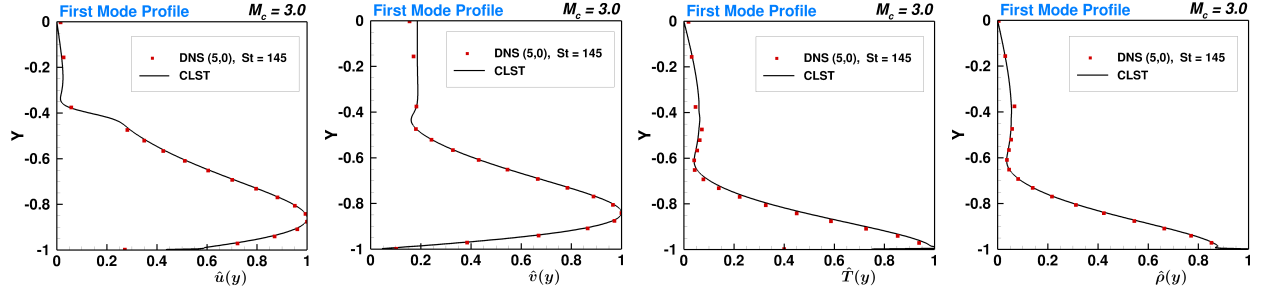 First Mode Profile M_c = 3.0
DNS (5,0), St = 145
CLST
Y
0
-0.2
-0.4
-0.6
-0.8
-1
0 0.2 0.4 0.6 0.8 1
û(y)
First Mode Profile M_c = 3.0
DNS (5,0), St = 145
CLST
Y
0
-0.2
-0.4
-0.6
-0.8
-1
0 0.2 0.4 0.6 0.8 1
v̂(y)
First Mode Profile M_c = 3.0
DNS (5,0), St = 145
CLST
Y
0
-0.2
-0.4
-0.6
-0.8
-1
0 0.2 0.4 0.6 0.8 1
T̂(y)
First Mode Profile M_c = 3.0
DNS (5,0), St = 145
CLST
Y
0
-0.2
-0.4
-0.6
-0.8
-1
0 0.2 0.4 0.6 0.8 1
ρ̂(y)